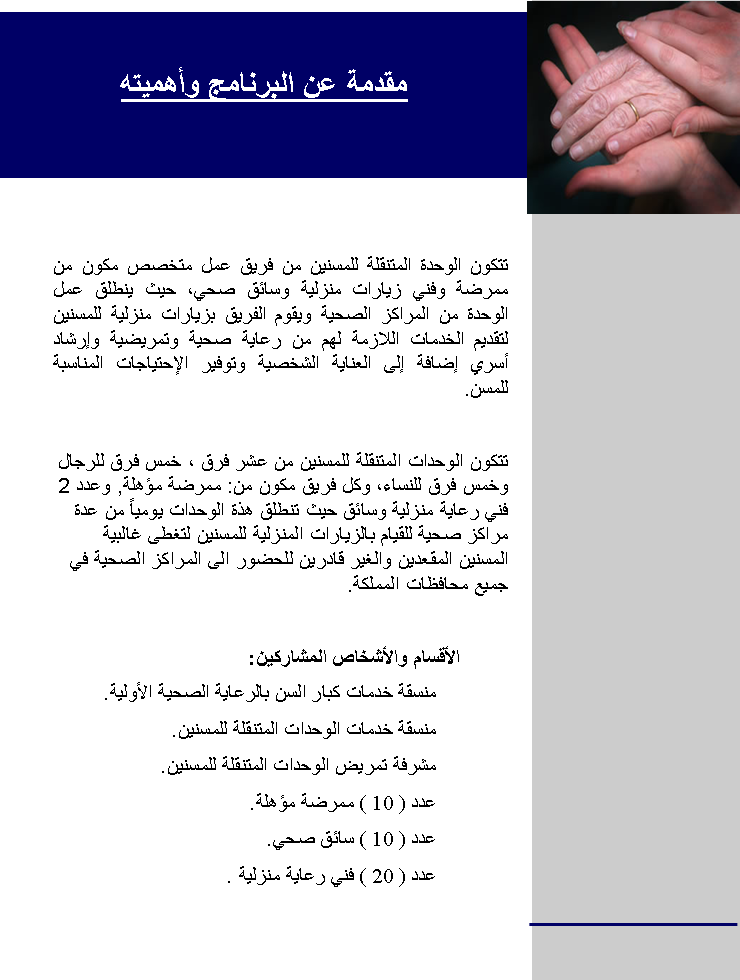 مقدمة عن البرنامج وأهميته
تتكون الوحدة المتنقلة للمسنين من فريق عمل متخصص مكون من
ممرضة وفني زيارات منزلية وسائق صحي، حيث ينطلق عمل
الوحدة من المراكز الصحية ويقوم الفريق بزيارات منزلية للمسنين
لتقديم الخدمات اللازمة لهم من رعاية صحية وتمريضية وإرشاد
أسري إضافة إلى العناية الشخصية وتوفير الإحتياجات المناسبة
للمسن.
تتكون الوحدات المتنقلة للمسنين من عشر فرق ، خمس فرق للرجال
وخمس فرق للنساء، وكل فريق مكون من: ممرضة مؤهلة, وعدد 2
فني رعاية منزلية وسائق حيث تنطلق هذة الوحدات يومياً من عدة
مراكز صحية للقيام بالزيارات المنزلية للمسنين لتغطى غالبية
المسنين المقعدين والغير قادرين للحضور الى المراكز الصحية في
جميع محافظات المملكة.
الأقسام والأشخاص المشاركين:
منسقة خدمات كبار السن بالرعاية الصحية الأولية.
منسقة خدمات الوحدات المتنقلة للمسنين.
مشرفة تمريض الوحدات المتنقلة للمسنين.
عدد ( 10 ) ممرضة مؤهلة.
عدد ( 10 ) سائق صحي.
عدد ( 20 ) فني رعاية منزلية .